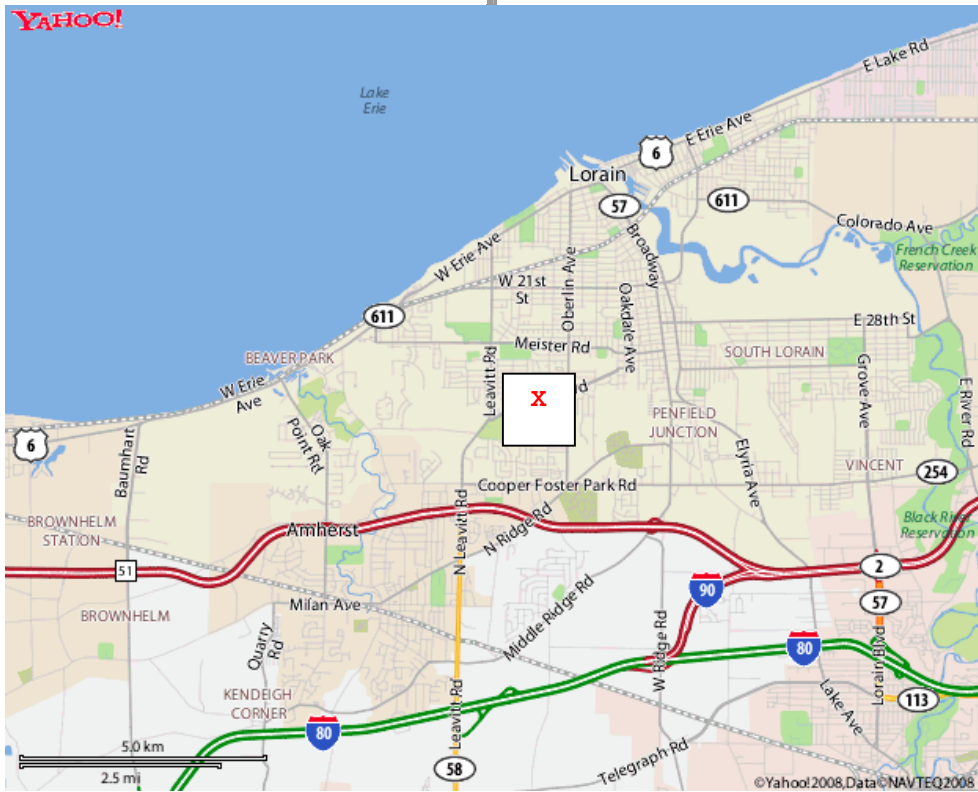 YAHOO!
E Lake Rd
Lake
Erie
E Erie Ave
6
Lorain
57
611
Colorado Ave
French Creek
Reservation
W Erie Ave
Broadway
Oberlin Ave
W 21st
St
Oakdale Ave
611
E 28th St
Meister Rd
BEAVER PARK
Leavitt Rd
SOUTH LORAIN
Grove Ave
E River Rd
W Erie
Ave
X
Oak
Point Rd
PENFIELD
JUNCTION
6
Baumhart
Rd
Elyria Ave
VINCENT
254
Cooper Foster Park Rd
N Leavitt Rd
N Ridge Rd
BROWNHELM
STATION
Amherst
Black River
Reservation
51
2
90
Milan Ave
57
BROWNHELM
Middle Ridge Rd
Quarry
Rd
W Ridge Rd
80
Lorain Blvd
KENDEIGH
CORNER
Leavitt Rd
Lake Ave
113
80
5.0 km
2.5 mi
58
Telegraph Rd
©Yahoo!2008,Data©NAVTEQ2008